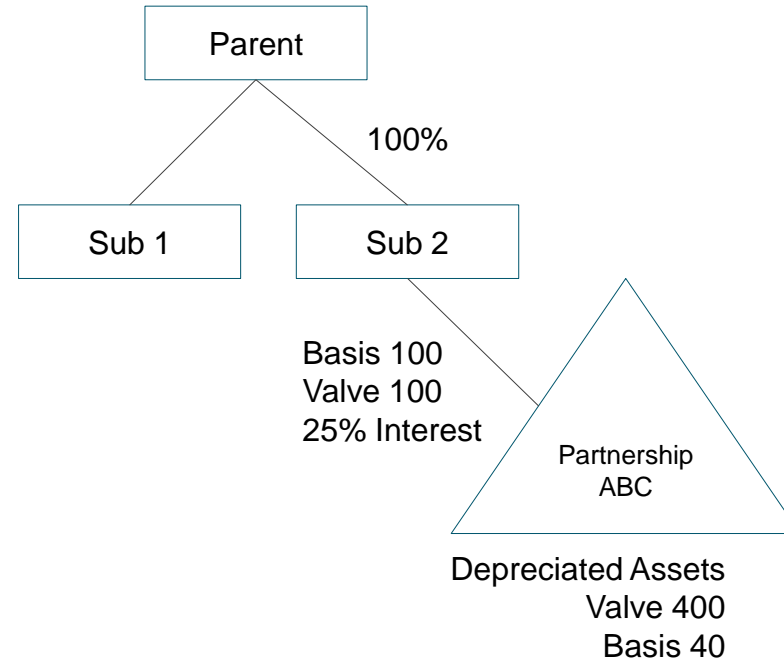 Parent
100%
Sub 1
Sub 2
Basis 100
Valve 100
25% Interest
Partnership
ABC
Depreciated Assets
Valve 400
Basis 40